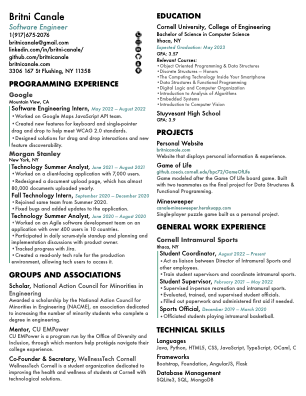 Britni Canale
Software Engineer
1(917)675-2076
britnicanale@gmail.com
linkedin.com/in/britnicanale/
github.com/britnicanale
britnicanale.com
3306 167 St Flushing, NY 11358
PROGRAMMING EXPERIENCE
Google
Mountain View, CA
Software Engineering Intern, May 2022 – August 2022
• Worked on Google Maps JavaScript API team.
• Created new features for keyboard and single-pointer
drag and drop to help meet WCAG 2.0 standards.
• Designed solutions for drag and drop interactions and new
feature discoverability.
Morgan Stanley
New York, NY
Technology Summer Analyst, June 2021 – August 2021
• Worked on a client-facing application with 7,000 users.
• Redesigned a document upload page, which has almost
80,000 documents uploaded yearly.
Fall Technology Intern, September 2020 – December 2020
• Rejoined same team from Summer 2020.
• Fixed bugs and added updates to the application.
Technology Summer Analyst, June 2020 – August 2020
• Worked on an Agile software development team on an
application with over 400 users in 10 countries.
• Participated in daily scrum-style standup and planning and
implementation discussions with product owner
• Tracked progress with Jira.
• Created a ready-to-test role for the production
environment, allowing tech users to access it.
GROUPS AND ASSOCIATIONS
Scholar, National Action Council for Minorities in
Engineering
Awarded a scholarship by the National Action Council for
Minorities in Engineering (NACME), an association dedicated
to increasing the number of minority students who complete a
degree in engineering.
Mentor, CU EMPower
CU EMPower is a program run by the Office of Diversity and
Inclusion, through which mentors help protégés navigate their
college experience.
Co-Founder & Secretary, WellnessTech Cornell
WellnessTech Cornell is a student organization dedicated to
improving the health and wellness of students at Cornell with
technological solutions.
EDUCATION
Cornell University, College of Engineering
Bachelor of Science in Computer Science
Ithaca, NY
Expected Graduation: May 2023
GPA: 3.57
Relevant Courses:
• Object Oriented Programming & Data Structures
• Discrete Structures – Honors
• The Computing Technology Inside Your Smartphone
• Data Structures & Functional Programming
• Digital Logic and Computer Organization
• Introduction to Analysis of Algorithms
• Embedded Systems
• Introduction to Computer Vision
Stuyvesant High School
GPA: 3.9
PROJECTS
Personal Website
britnicanale.com
Website that displays personal information & experience.
Game of Life
Game modeled after the Game Of Life board game. Built
with two teammates as the final project for Data Structures &
Functional Programming.
Minesweeper
Single-player puzzle game built as a personal project.
GENERAL WORK EXPERIENCE
Cornell Intramural Sports
Ithaca, NY
Student Coordinator, August 2022 – Present
• Act as liaison between Director of Intramural Sports and
other employees.
• Train student supervisors and coordinate intramural sports.
Student Supervisor, February 2021 – May 2022
• Supervised in-person recreation and intramural sports.
• Evaluated, trained, and supervised student officials.
• Filled out paperwork and administered first aid if needed.
Sports Official, December 2019 – March 2020
• Officiated students playing intramural basketball.
TECHNICAL SKILLS
Languages
Java, Python, HTML5, CSS, JavaScript, TypeScript, OCaml, C
Frameworks
Bootstrap, Foundation, AngularJS, Flask
Database Management
SQLite3, SQL, MongoDB